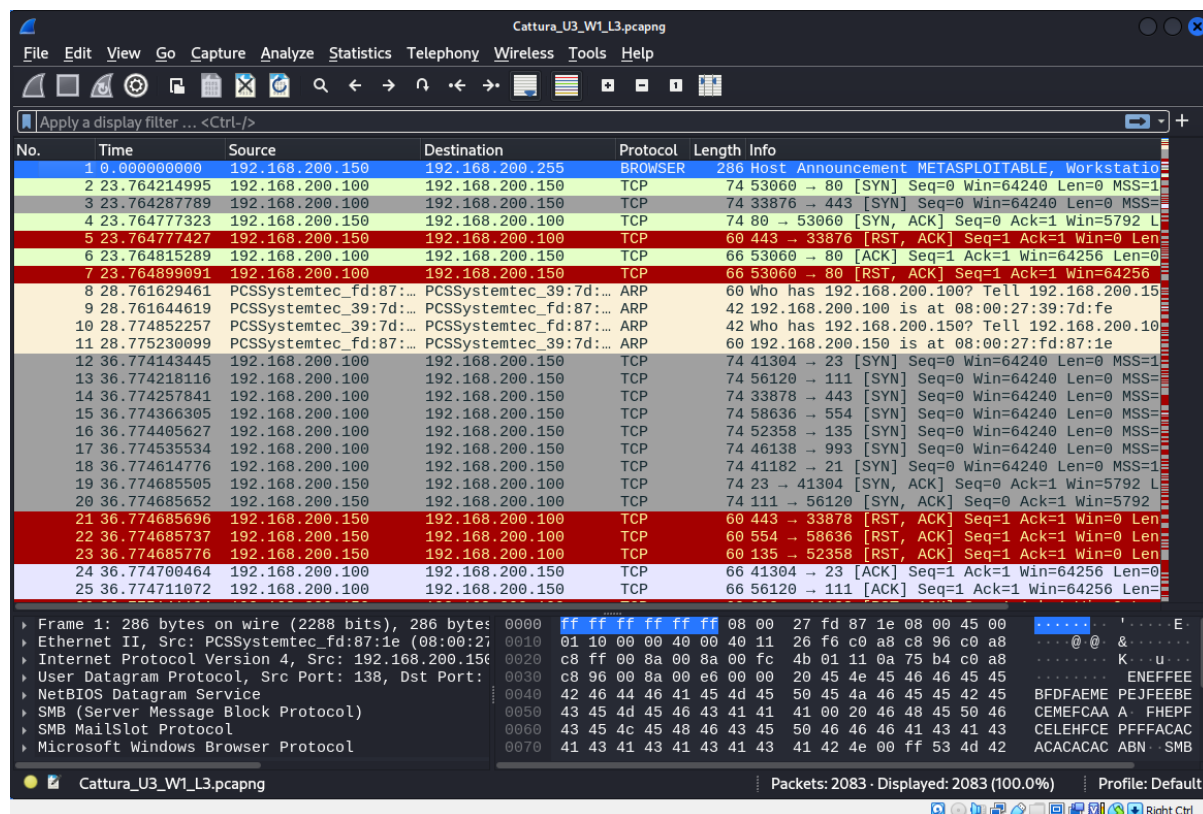 Cattura_U3_W1_L3.pcapng
File Edit View Go Capture Analyze Statistics Telephony Wireless Tools Help
Apply a display filter … <Ctrl-/>
No. Time Source Destination Protocol Length Info
1 0.000000000 192.168.200.150 192.168.200.255 BROWSER 286 Host Announcement METASPLOITABLE, Workstatio
2 23.764214995 192.168.200.100 192.168.200.150 TCP 74 53060 → 80 [SYN] Seq=0 Win=64240 Len=0 MSS=1
3 23.764287789 192.168.200.100 192.168.200.150 TCP 74 33876 → 443 [SYN] Seq=0 Win=64240 Len=0 MSS=
4 23.764777323 192.168.200.150 192.168.200.100 TCP 74 80 → 53060 [SYN, ACK] Seq=0 Ack=1 Win=5792 L
5 23.764777427 192.168.200.150 192.168.200.100 TCP 60 443 → 33876 [RST, ACK] Seq=1 Ack=1 Win=0 Len
6 23.764815289 192.168.200.100 192.168.200.150 TCP 66 53060 → 80 [ACK] Seq=1 Ack=1 Win=64256 Len=0
7 23.764899091 192.168.200.100 192.168.200.150 TCP 66 53060 → 80 [RST, ACK] Seq=1 Ack=1 Win=64256
8 28.761629461 PCSSystemtec_fd:87:… PCSSystemtec_39:7d:… ARP 60 Who has 192.168.200.100? Tell 192.168.200.15
9 28.761644619 PCSSystemtec_39:7d:… PCSSystemtec_fd:87:… ARP 42 192.168.200.100 is at 08:00:27:39:7d:fe
10 28.774852257 PCSSystemtec_39:7d:… PCSSystemtec_fd:87:… ARP 42 Who has 192.168.200.150? Tell 192.168.200.10
11 28.775230099 PCSSystemtec_fd:87:… PCSSystemtec_39:7d:… ARP 60 192.168.200.150 is at 08:00:27:fd:87:1e
12 36.774143445 192.168.200.100 192.168.200.150 TCP 74 41304 → 23 [SYN] Seq=0 Win=64240 Len=0 MSS=1
13 36.774218116 192.168.200.100 192.168.200.150 TCP 74 56120 → 111 [SYN] Seq=0 Win=64240 Len=0 MSS=
14 36.774257841 192.168.200.100 192.168.200.150 TCP 74 33878 → 443 [SYN] Seq=0 Win=64240 Len=0 MSS=
15 36.774366305 192.168.200.100 192.168.200.150 TCP 74 58636 → 554 [SYN] Seq=0 Win=64240 Len=0 MSS=
16 36.774405627 192.168.200.100 192.168.200.150 TCP 74 52358 → 135 [SYN] Seq=0 Win=64240 Len=0 MSS=
17 36.774535534 192.168.200.100 192.168.200.150 TCP 74 46138 → 993 [SYN] Seq=0 Win=64240 Len=0 MSS=
18 36.774614776 192.168.200.100 192.168.200.150 TCP 74 41182 → 21 [SYN] Seq=0 Win=64240 Len=0 MSS=1
19 36.774685505 192.168.200.150 192.168.200.100 TCP 74 23 → 41304 [SYN, ACK] Seq=0 Ack=1 Win=5792 L
20 36.774685652 192.168.200.150 192.168.200.100 TCP 74 111 → 56120 [SYN, ACK] Seq=0 Ack=1 Win=5792
21 36.774685696 192.168.200.150 192.168.200.100 TCP 60 443 → 33878 [RST, ACK] Seq=1 Ack=1 Win=0 Len
22 36.774685737 192.168.200.150 192.168.200.100 TCP 60 554 → 58636 [RST, ACK] Seq=1 Ack=1 Win=0 Len
23 36.774685776 192.168.200.150 192.168.200.100 TCP 60 135 → 52358 [RST, ACK] Seq=1 Ack=1 Win=0 Len
24 36.774700464 192.168.200.100 192.168.200.150 TCP 66 41304 → 23 [ACK] Seq=1 Ack=1 Win=64256 Len=0
25 36.774711072 192.168.200.100 192.168.200.150 TCP 66 56120 → 111 [ACK] Seq=1 Ack=1 Win=64256 Len=
Frame 1: 286 bytes on wire (2288 bits), 286 bytes 0000 ff ff ff ff ff ff 08 00 27 fd 87 1e 08 00 45 00 ········ '·····E·
Ethernet II, Src: PCSSystemtec_fd:87:1e (08:00:27 0010 01 10 00 00 40 00 40 11 26 f6 c0 a8 c8 96 c0 a8 ····@·@· &·······
Internet Protocol Version 4, Src: 192.168.200.150 0020 c8 ff 00 8a 00 8a 00 fc 4b 01 11 0a 75 b4 c0 a8 ········ K···u···
User Datagram Protocol, Src Port: 138, Dst Port: 0030 c8 96 00 8a 00 e6 00 00 20 45 4e 45 46 46 45 45 ········ ENEFFEE
NetBIOS Datagram Service 0040 42 46 44 46 41 45 4d 45 50 45 4a 46 45 45 42 45 BFDFAEME PEJFEEBE
SMB (Server Message Block Protocol) 0050 43 45 4d 45 46 43 41 41 41 00 20 46 48 45 50 46 CEMEFCAA A· FHEPF
SMB MailSlot Protocol 0060 43 45 4c 45 48 46 43 45 50 46 46 46 41 43 41 43 CELEHFCE PFFFACAC
Microsoft Windows Browser Protocol 0070 41 43 41 43 41 43 41 43 41 42 4e 00 ff 53 4d 42 ACACACAC ABN··SMB
Cattura_U3_W1_L3.pcapng Packets: 2083 · Displayed: 2083 (100.0%) Profile: Default
Right Ctrl